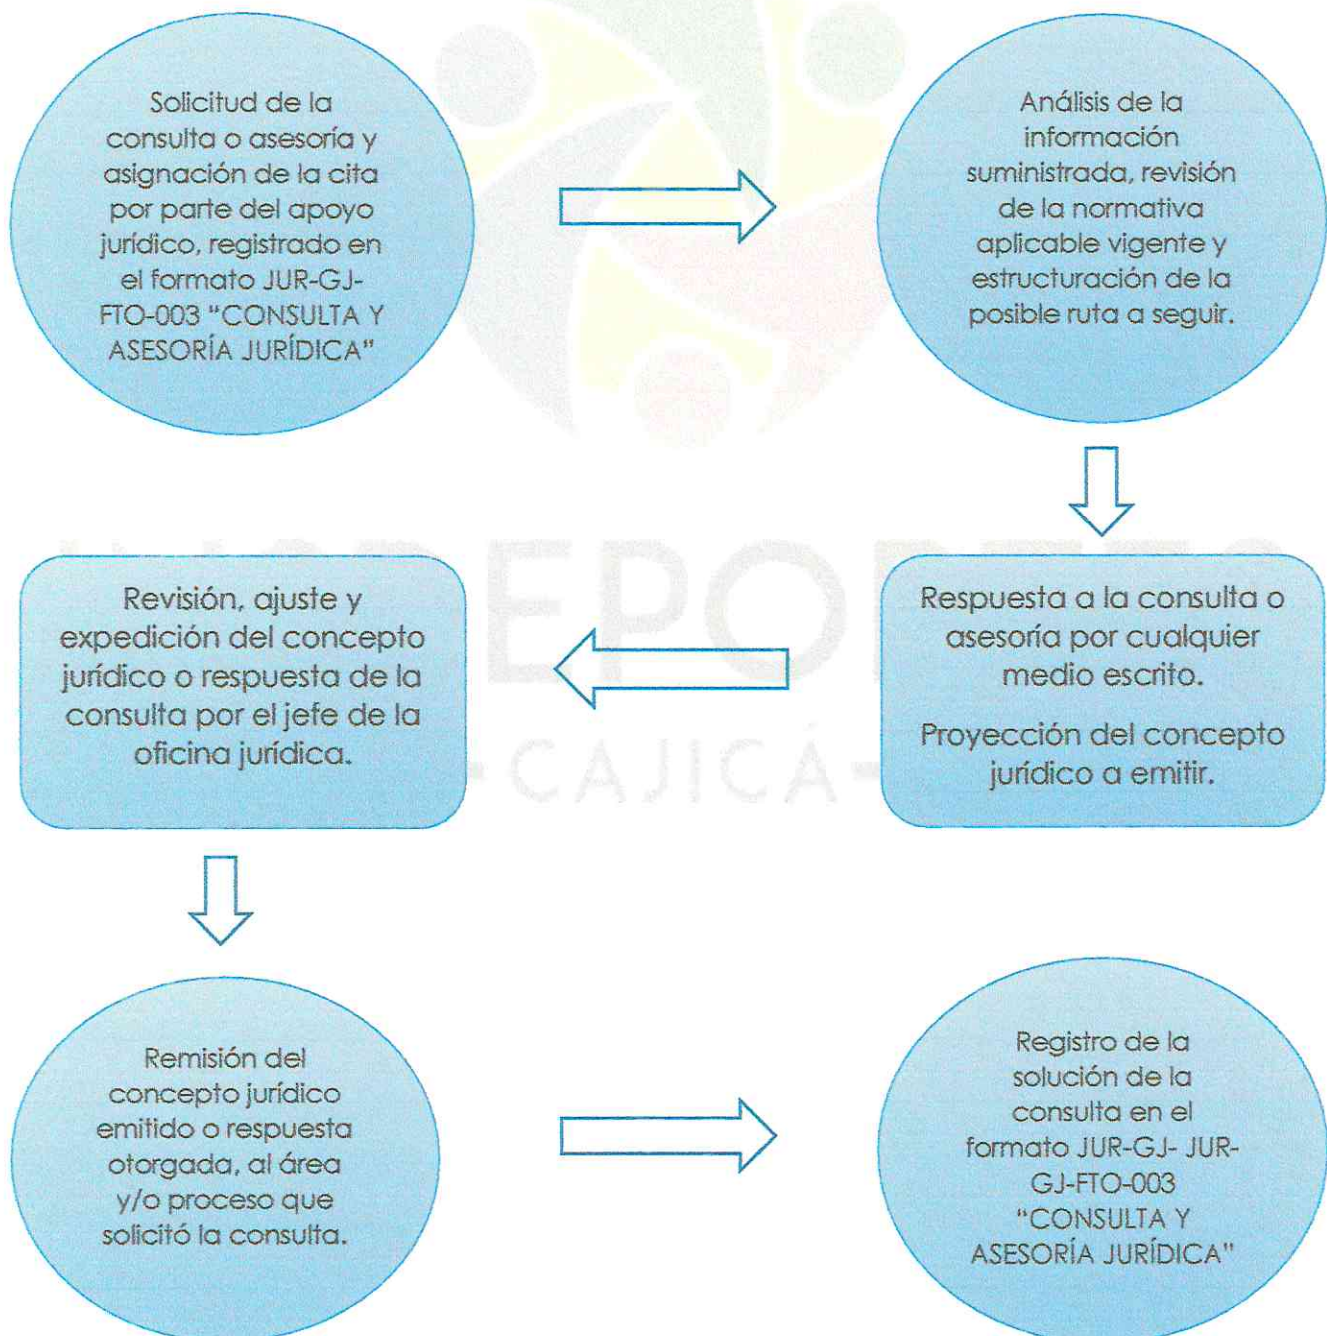 Solicitud de la
consulta o asesoría y
asignación de la cita
por parte del apoyo
jurídico, registrado en
el formato JUR-GJ-
FTO-003 “CONSULTA Y
ASESORÍA JURÍDICA”
Análisis de la
información
suministrada, revisión
de la normativa
aplicable vigente y
estructuración de la
posible ruta a seguir.
Respuesta a la consulta o
asesoría por cualquier
medio escrito.
Proyección del concepto
jurídico a emitir.
Revisión, ajuste y
expedición del concepto
jurídico o respuesta de la
consulta por el jefe de la
oficina jurídica.
-CAJICÁ-
Remisión del
concepto jurídico
emitido o respuesta
otorgada, al área
y/o proceso que
solicitó la consulta.
Registro de la
solución de la
consulta en el
formato JUR-GJ- JUR-
GJ-FTO-003
“CONSULTA Y
ASESORÍA JURÍDICA”